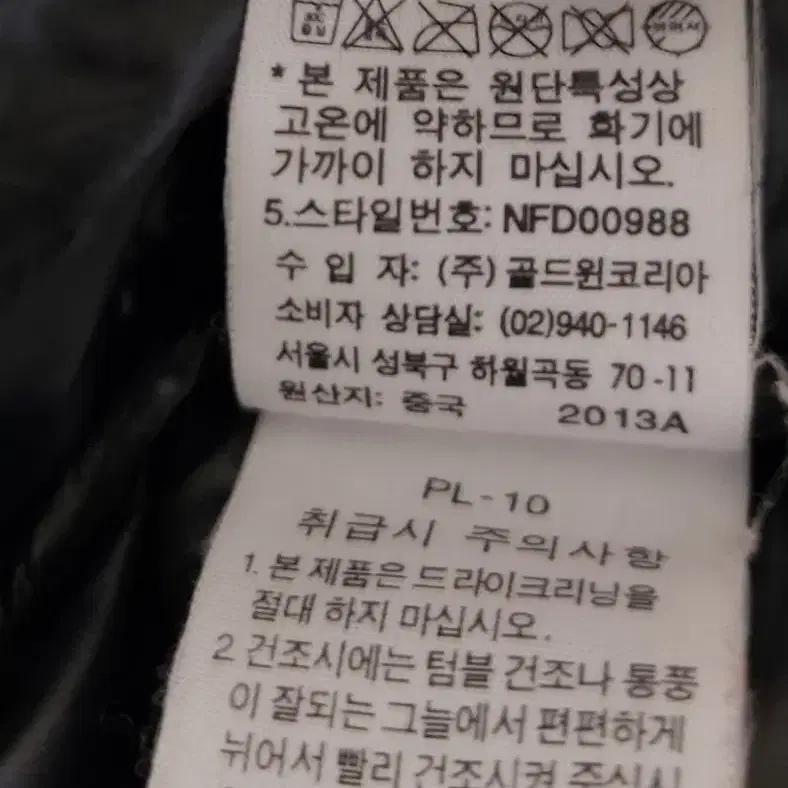 * 본 제품은 원단특성상
고온에 약하므로 화기에
가까이 하지 마십시오.
5.스타일번호: NFD00988
수 입 자: (주)골드윈코리아
소비자 상담실: (02)940-1146
서울시 성북구 하월곡동 70-11
원산지: 중국 2013A
PL-10
취급시 주의사항
1. 본 제품은 드라이크리닝을
절대 하지 마십시오.
2 건조시에는 텀블 건조나 통풍
이 잘되는 그늘에서 편편하게
뉘어서 빨리 건조시켜 주십시